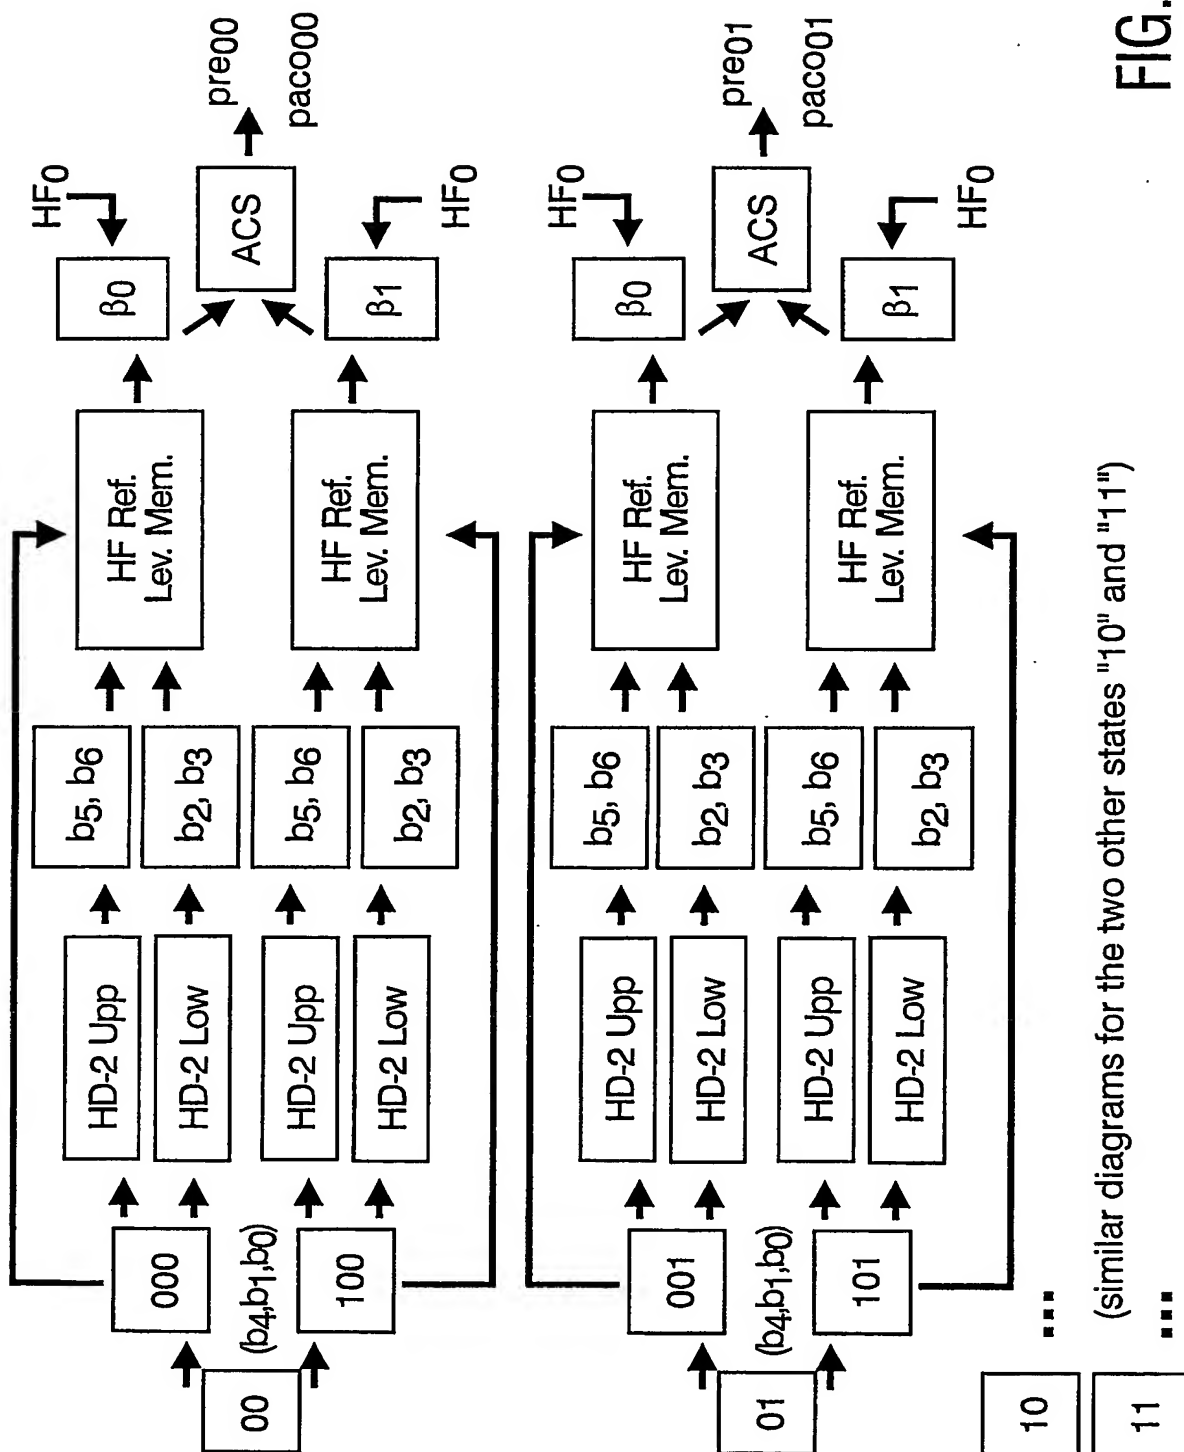 00
000
(b4,b1,b0)
100
HD-2 Upp
HD-2 Low
HD-2 Upp
HD-2 Low
b5, b6
b2, b3
b5, b6
b2, b3
HF Ref.
Lev. Mem.
HF Ref.
Lev. Mem.
HF0
β0
β1
HF0
ACS
pre00
paco00
01
001
(b4,b1,b0)
101
HD-2 Upp
HD-2 Low
HD-2 Upp
HD-2 Low
b5, b6
b2, b3
b5, b6
b2, b3
HF Ref.
Lev. Mem.
HF Ref.
Lev. Mem.
HF0
β0
β1
HF0
ACS
pre01
paco01
10 ...
(similar diagrams for the two other states "10" and "11")
11 ...
FIG.